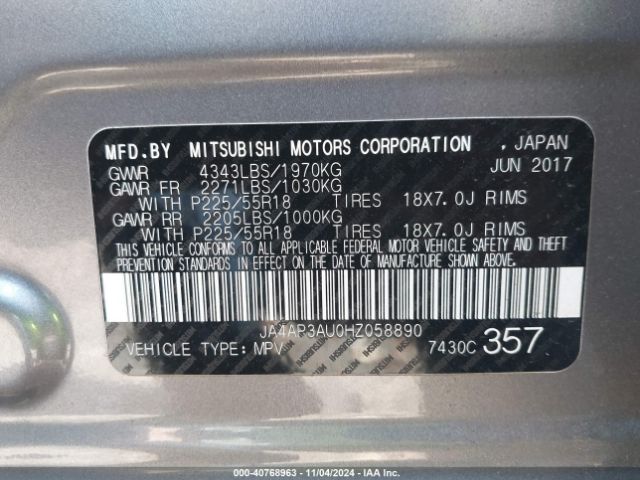 MFD.BY MITSUBISHI MOTORS CORPORATION , JAPAN
GVWR 4343LBS/1970KG JUN 2017
GAWR FR 2271LBS/1030KG
WITH P225/55R18 TIRES 18X7.0J RIMS
GAWR RR 2205LBS/1000KG
WITH P225/55R18 TIRES 18X7.0J RIMS
THIS VEHICLE CONFORMS TO ALL APPLICABLE FEDERAL MOTOR VEHICLE SAFETY AND THEFT
PREVENTION STANDARDS IN EFFECT ON THE DATE OF MANUFACTURE SHOWN ABOVE.
JA4AP3AU0HZ058890
VEHICLE TYPE:MPV 7430C 357
000-40768963 - 11/04/2024 - IAA Inc.